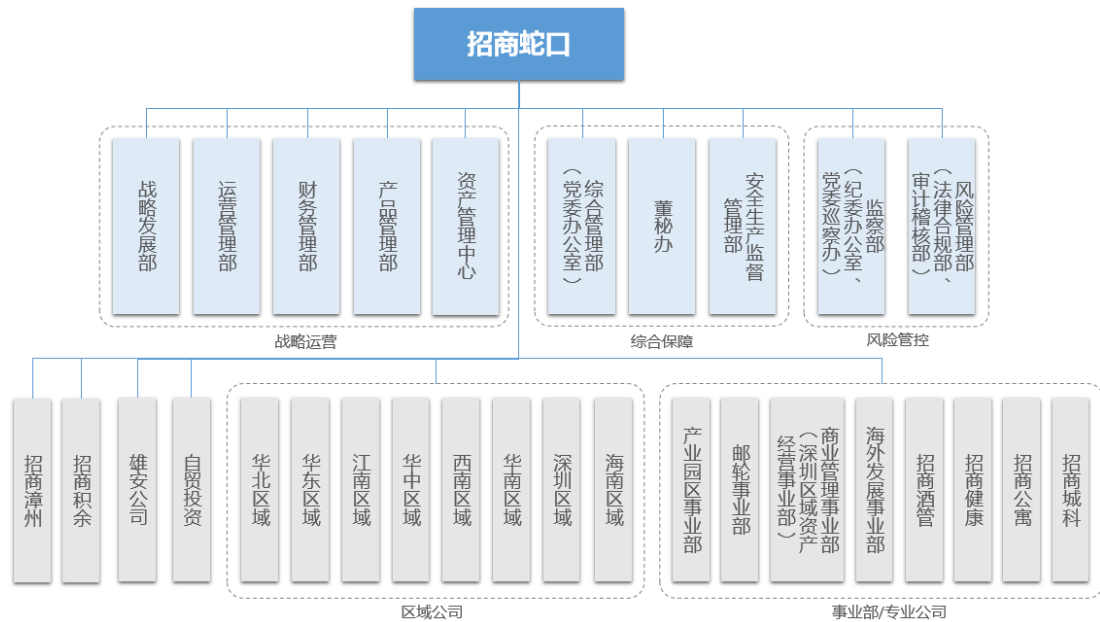 招商蛇口
战略发展部
运营管理部
财务管理部
产品管理部
资产管理中心
综合管理部
（党委办公室）
董秘办
安全生产监督
管理部
监察部
（纪委办公室、
党委巡察办）
风险管理部
（法律合规部、
审计稽核部）
战略运营
综合保障
风险管控
招商漳州
招商积余
雄安公司
自贸投资
华北区域
华东区域
江南区域
华中区域
西南区域
华南区域
深圳区域
海南区域
产业园区事业部
邮轮事业部
商业管理事业部
（深圳区域资产
经营事业部）
海外发展事业部
招商酒管
招商健康
招商公寓
招商城科
区域公司
事业部/专业公司